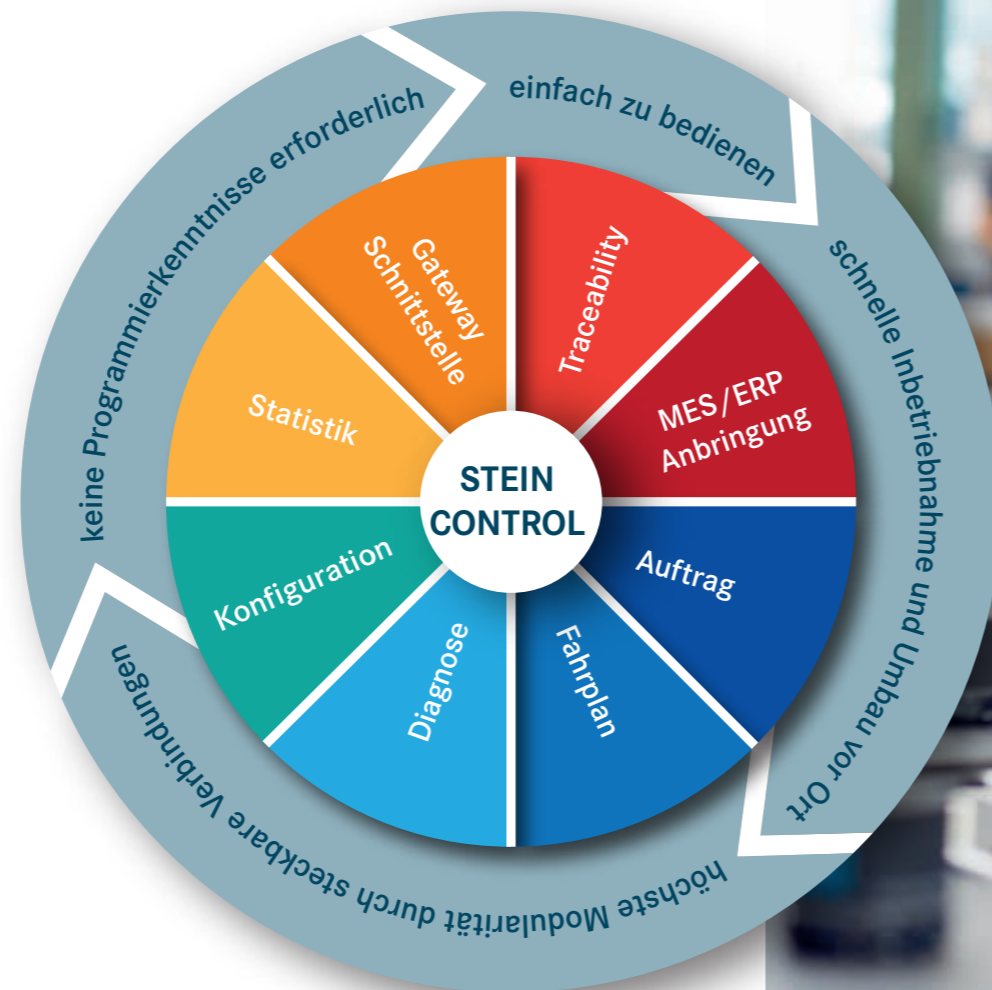 einfach zu bedienen
schnelle Inbetriebnahme und Umbau vor Ort
höchste Modularität durch steckbare Verbindungen
keine Programmierkenntnisse erforderlich
Traceability
MES/ERP
Anbringung
Auftrag
Fahrplan
Diagnose
Konfiguration
Statistik
Gateway
Schnittstelle
STEIN
CONTROL